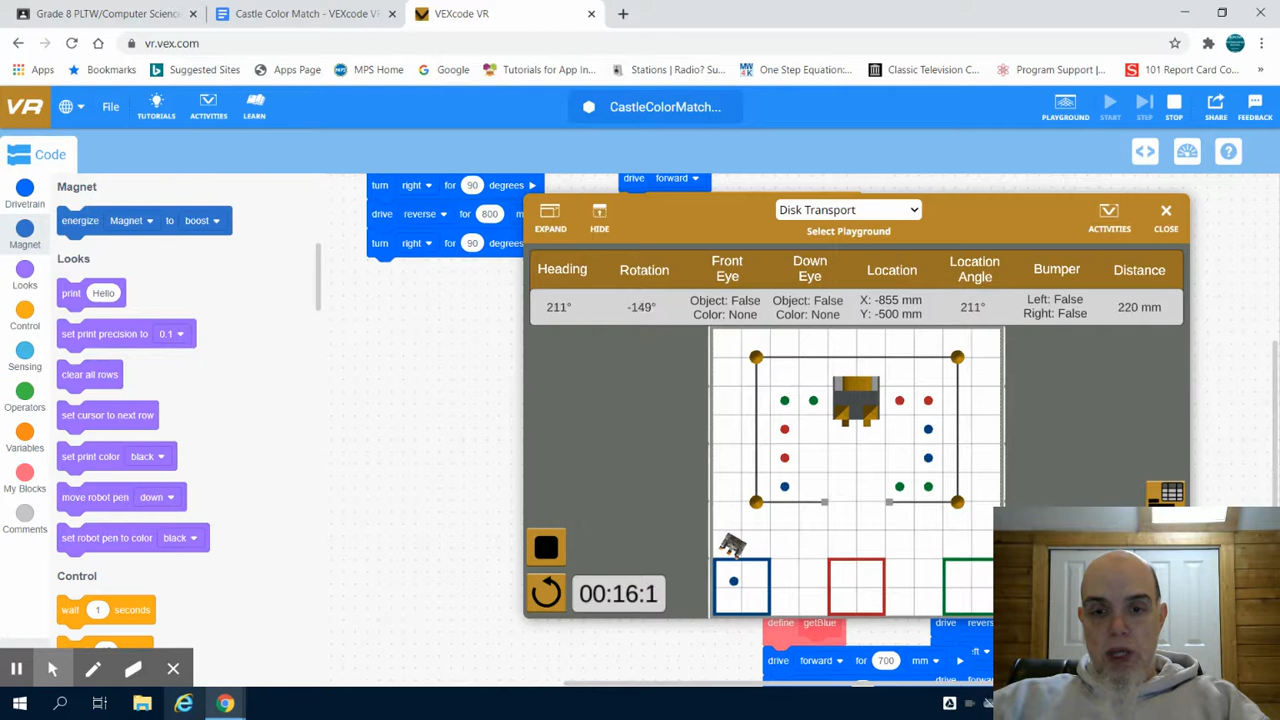 Grade 8 PLTW/Computer Science
Castle Color Match - VEXcode VR
VEXcode VR
vr.vex.com
Apps
Bookmarks
Suggested Sites
Apps Page
MPS Home
Google
Tutorials for App In...
Stations | Radio? Su...
One Step Equation:...
Classic Television C...
Program Support |...
101 Report Card Co...
VR
File
TUTORIALS
ACTIVITIES
LEARN
CastleColorMatch...
PLAYGROUND
START
STEP
STOP
SHARE
FEEDBACK
Code
Drivetrain
Magnet
Looks
Control
Sensing
Operators
Variables
My Blocks
Comments
Magnet
energize Magnet to boost
Looks
print Hello
set print precision to 0.1
clear all rows
set cursor to next row
set print color black
move robot pen down
set robot pen to color black
Control
wait 1 seconds
turn right for 90 degrees
drive reverse for 800 m
turn right for 90 degrees
drive forward
EXPAND
HIDE
Disk Transport
Select Playground
ACTIVITIES
CLOSE
Heading
Rotation
Front Eye
Down Eye
Location
Location Angle
Bumper
Distance
211°
-149°
Object: False
Color: None
Object: False
Color: None
X: -855 mm
Y: -500 mm
211°
Left: False
Right: False
220 mm
00:16:1
define getBlue
drive forward for 700 mm
drive revers